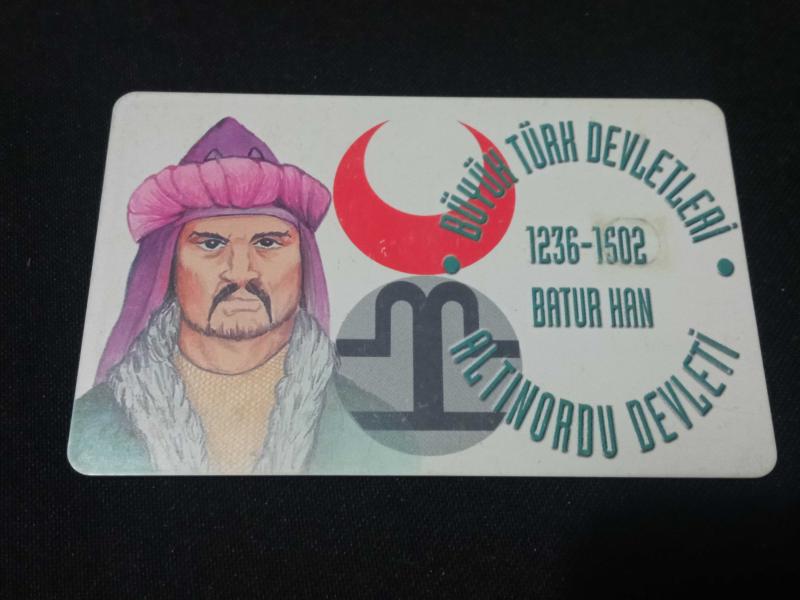 BÜYÜK TÜRK DEVLETLERİ
1236-1502
BATUR HAN
ALTINORDU DEVLETİ